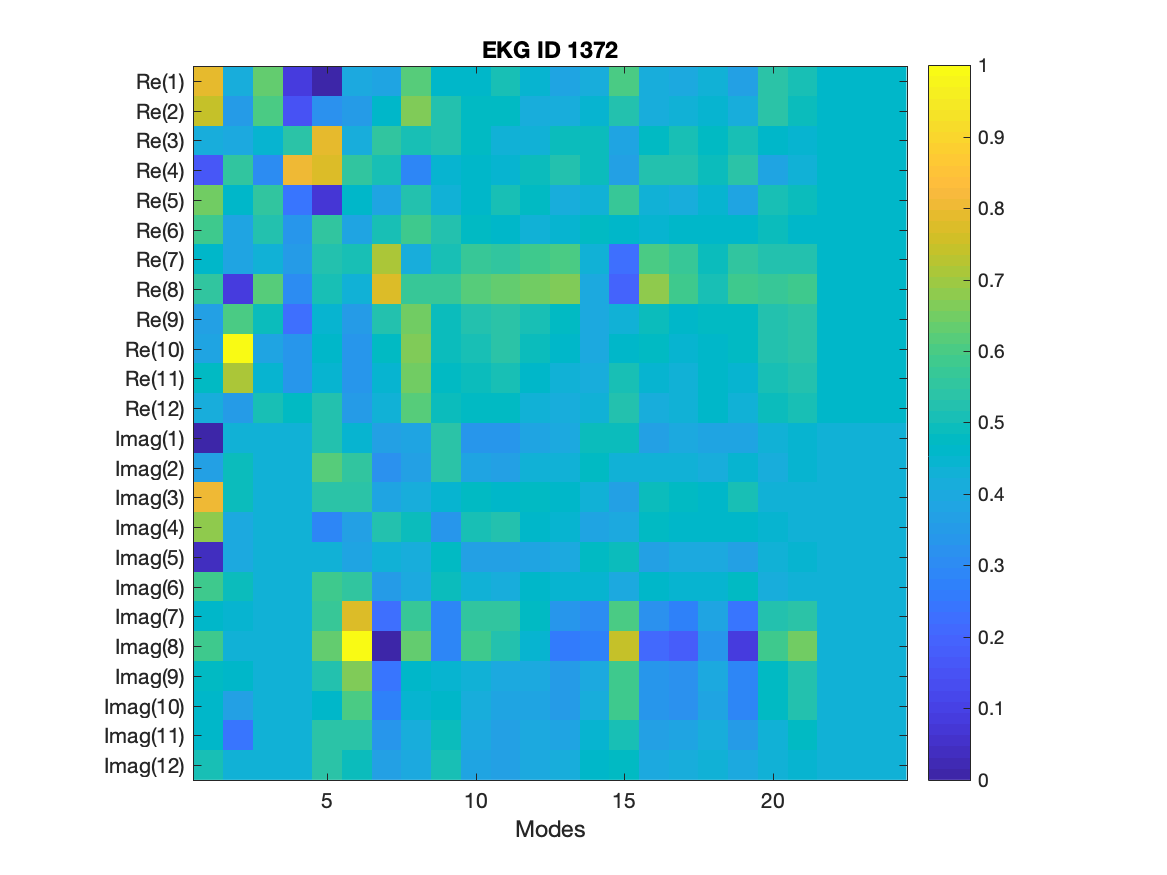 EKG ID 1372
Re(1)
Re(2)
Re(3)
Re(4)
Re(5)
Re(6)
Re(7)
Re(8)
Re(9)
Re(10)
Re(11)
Re(12)
Imag(1)
Imag(2)
Imag(3)
Imag(4)
Imag(5)
Imag(6)
Imag(7)
Imag(8)
Imag(9)
Imag(10)
Imag(11)
Imag(12)
5 10 15 20
Modes
1
0.9
0.8
0.7
0.6
0.5
0.4
0.3
0.2
0.1
0